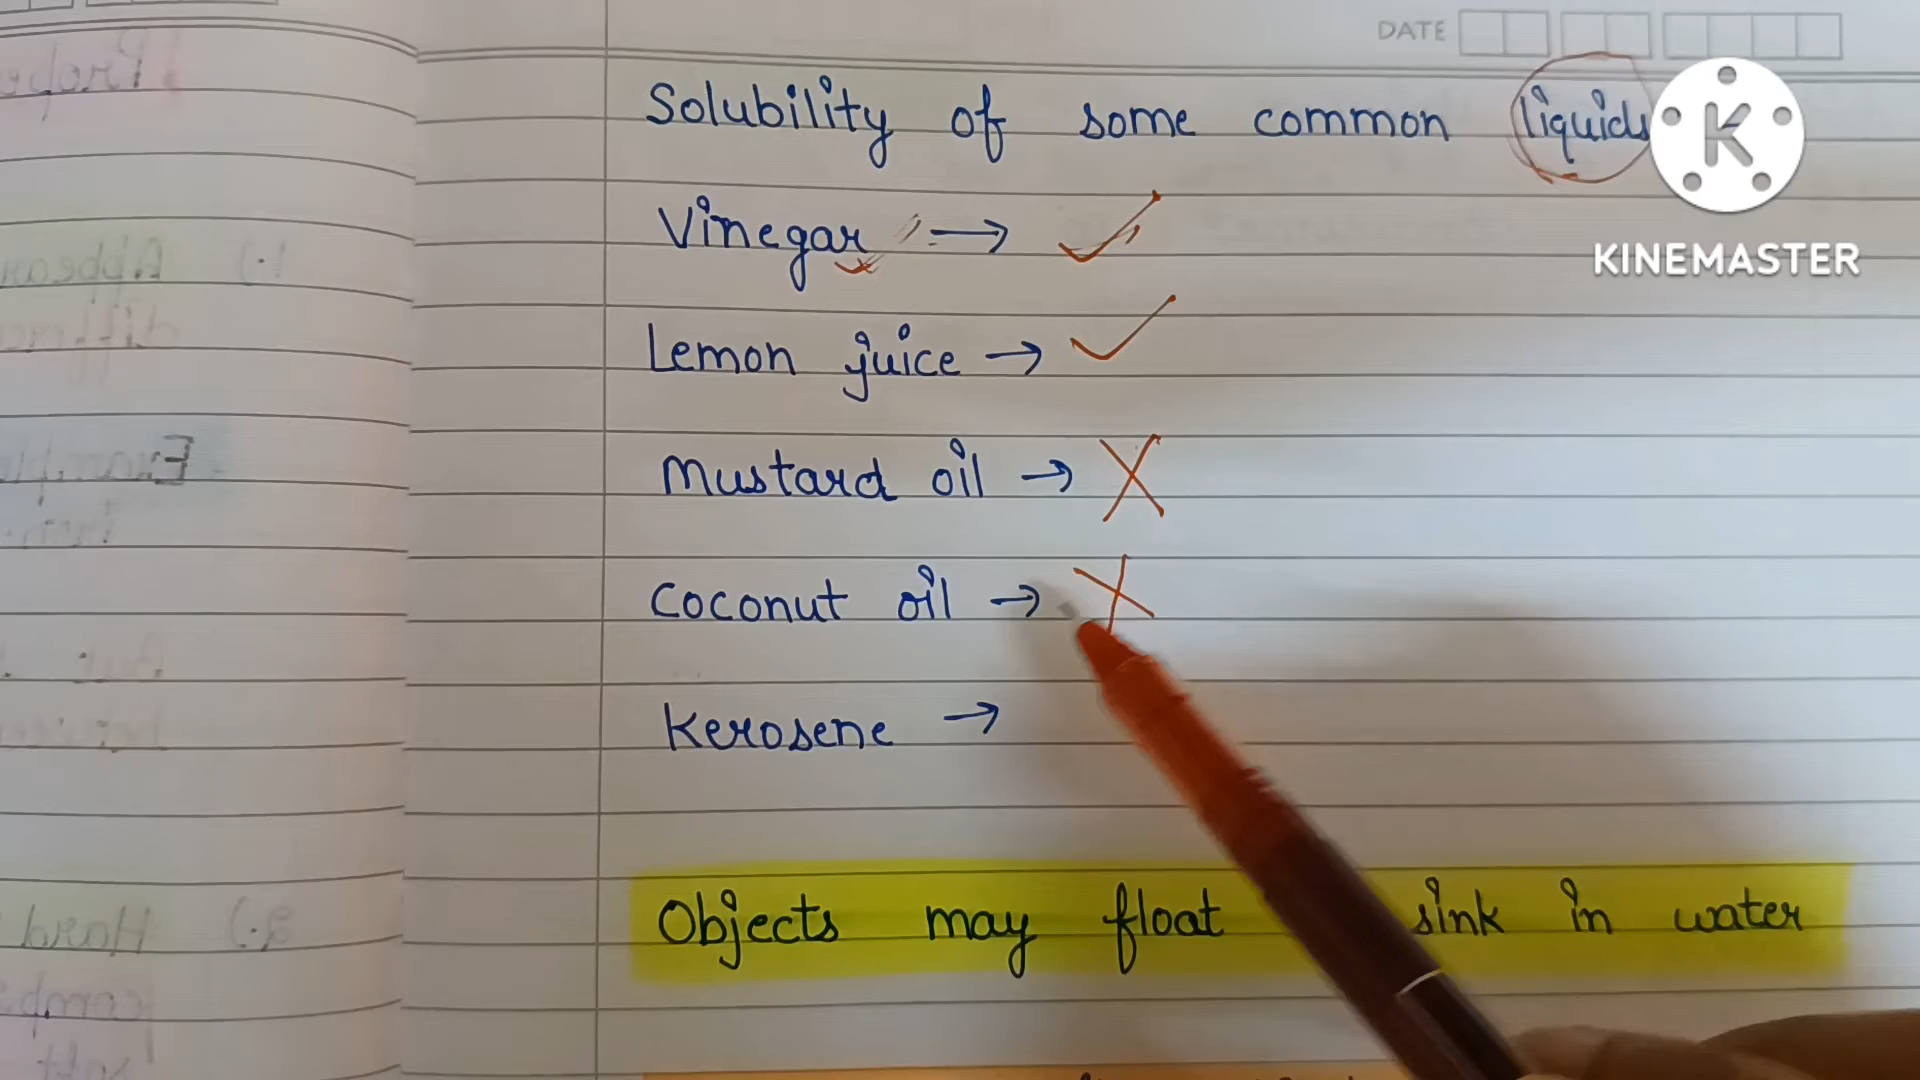 DATE
Solubility of some common liquids
KINEMASTER
Vinegar → ✓
Lemon juice → ✓
Mustard oil → X
Coconut oil → X
Kerosene →
Objects may float sink in water